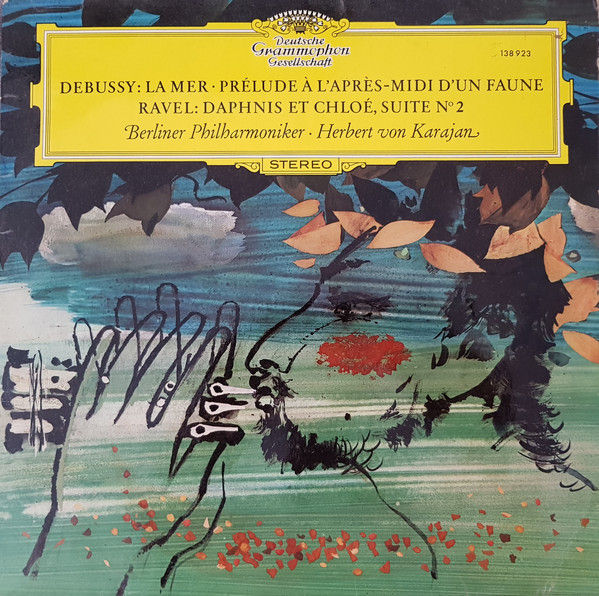 Deutsche
Grammophon
Gesellschaft
138 923
DEBUSSY: LA MER · PRÉLUDE À L'APRÈS-MIDI D'UN FAUNE
RAVEL: DAPHNIS ET CHLOÉ, SUITE Nº 2
Berliner Philharmoniker · Herbert von Karajan
STEREO